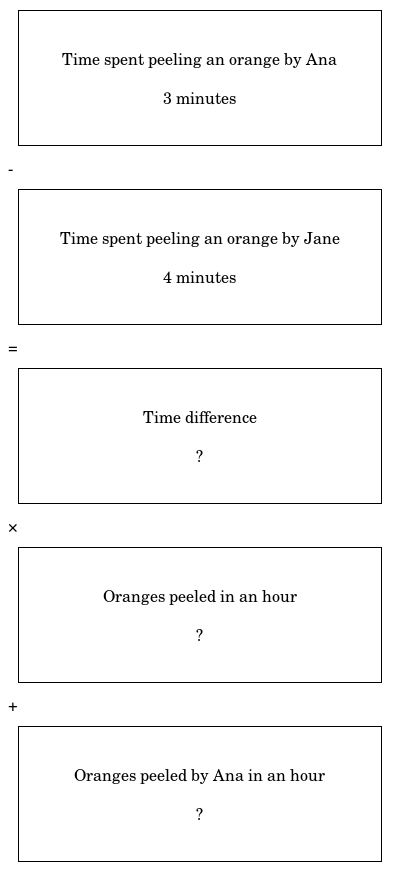 Time spent peeling an orange by Ana
3 minutes
-
Time spent peeling an orange by Jane
4 minutes
=
Time difference
?
×
Oranges peeled in an hour
?
+
Oranges peeled by Ana in an hour
?